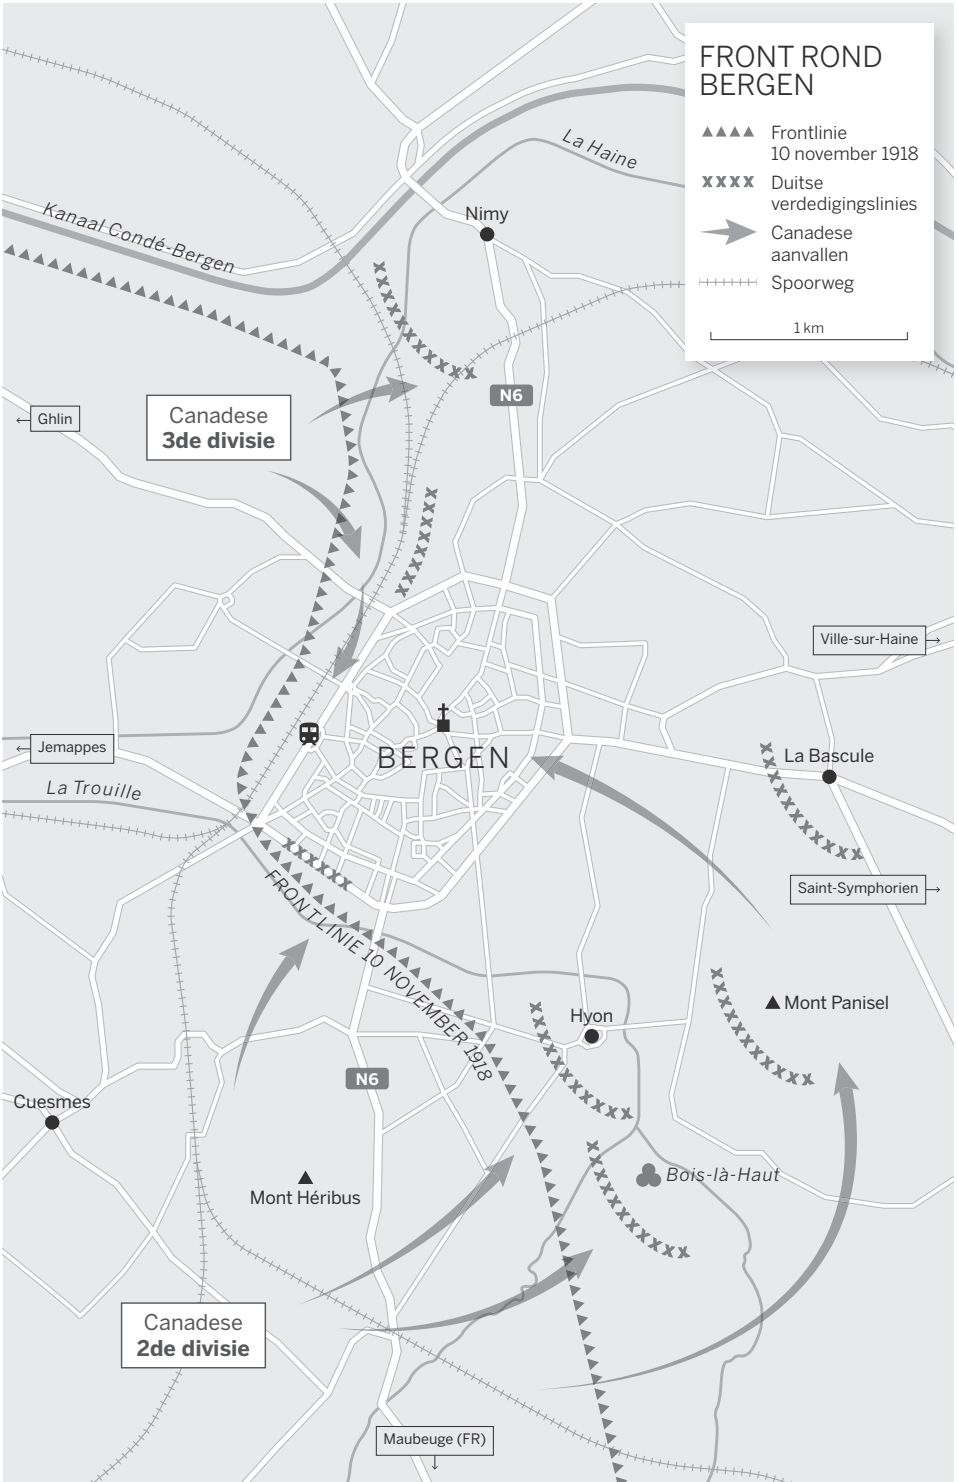 FRONT ROND
BERGEN
Frontlinie
10 november 1918
Duitse
verdedigingslinies
Canadese
aanvallen
Spoorweg
1 km
La Haine
Kanaal Condé-Bergen
Nimy
N6
← Ghlin
Canadese
3de divisie
Ville-sur-Haine →
← Jemappes
BERGEN
La Bascule
La Trouille
Saint-Symphorien →
FRONTLINIE 10 NOVEMBER 1918
Mont Panisel
Hyon
N6
Cuesmes
Bois-là-Haut
Mont Héribus
Canadese
2de divisie
Maubeuge (FR)
↓